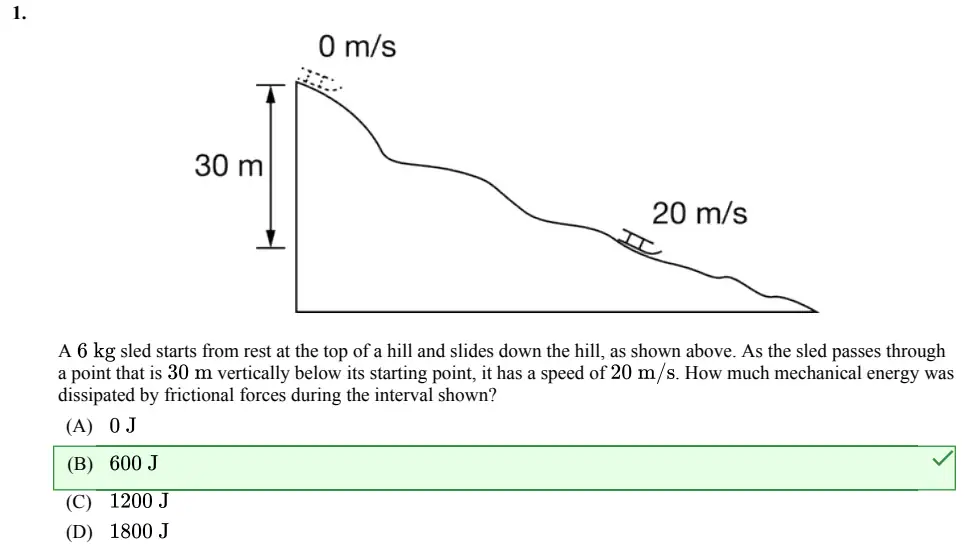 1.
0 m/s
30 m
20 m/s
A 6 kg sled starts from rest at the top of a hill and slides down the hill, as shown above. As the sled passes through
a point that is 30 m vertically below its starting point, it has a speed of 20 m/s. How much mechanical energy was
dissipated by frictional forces during the interval shown?
(A) 0 J
(B) 600 J
(C) 1200 J
(D) 1800 J